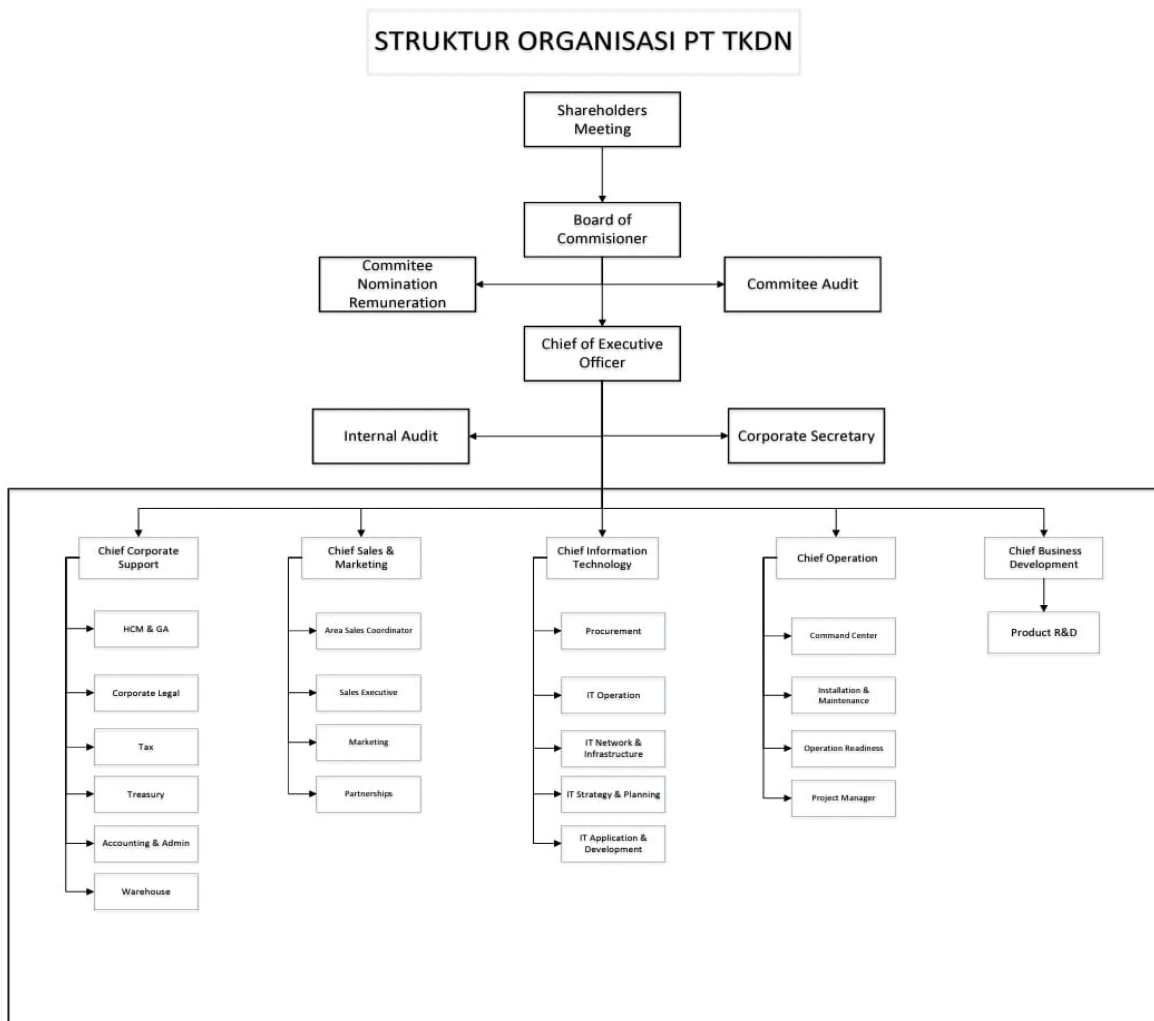 STRUKTUR ORGANISASI PT TKDN
Shareholders
Meeting
Board of
Commisioner
Commitee
Nomination
Remuneration
Commitee Audit
Chief of Executive
Officer
Internal Audit
Corporate Secretary
Chief Corporate
Support
HCM & GA
Corporate Legal
Tax
Treasury
Accounting & Admin
Warehouse
Chief Sales &
Marketing
Area Sales Coordinator
Sales Executive
Marketing
Partnerships
Chief Information
Technology
Procurement
IT Operation
IT Network &
Infrastructure
IT Strategy & Planning
IT Application &
Development
Chief Operation
Command Center
Installation &
Maintenance
Operation Readiness
Project Manager
Chief Business
Development
Product R&D